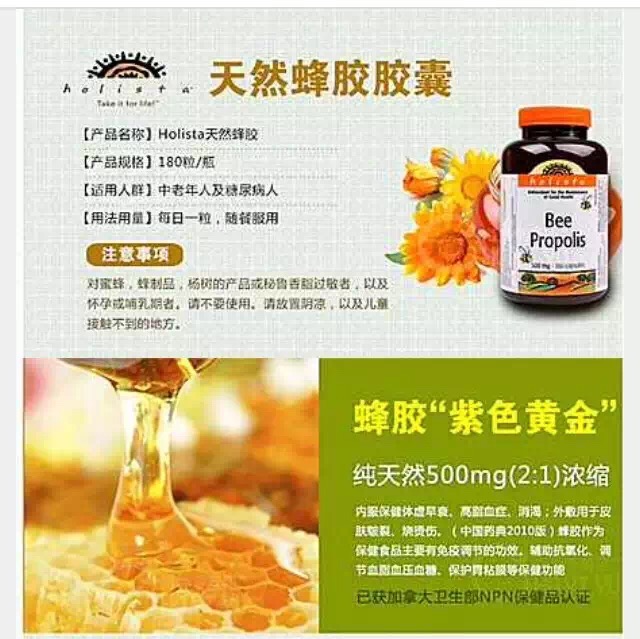 holista
Take it for life!™
天然蜂胶胶囊
【产品名称】Holista天然蜂胶
【产品规格】180粒/瓶
【适用人群】中老年人及糖尿病人
【用法用量】每日一粒，随餐服用
注意事项
对蜜蜂，蜂制品，杨树的产品或秘鲁香脂过敏者，以及
怀孕或哺乳期者。请不要使用。请放置阴凉，以及儿童
接触不到的地方。
holista
Bee
Propolis
500 mg
蜂胶“紫色黄金”
纯天然500mg(2:1)浓缩
内服保健体虚早衰、高脂血症、消渴；外敷用于皮
肤皲裂、烧烫伤。（中国药典2010版）蜂胶作为
保健食品主要有免疫调节的功效。辅助抗氧化、调
节血脂血压血糖、保护胃粘膜等保健功能
已获加拿大卫生部NPN保健品认证